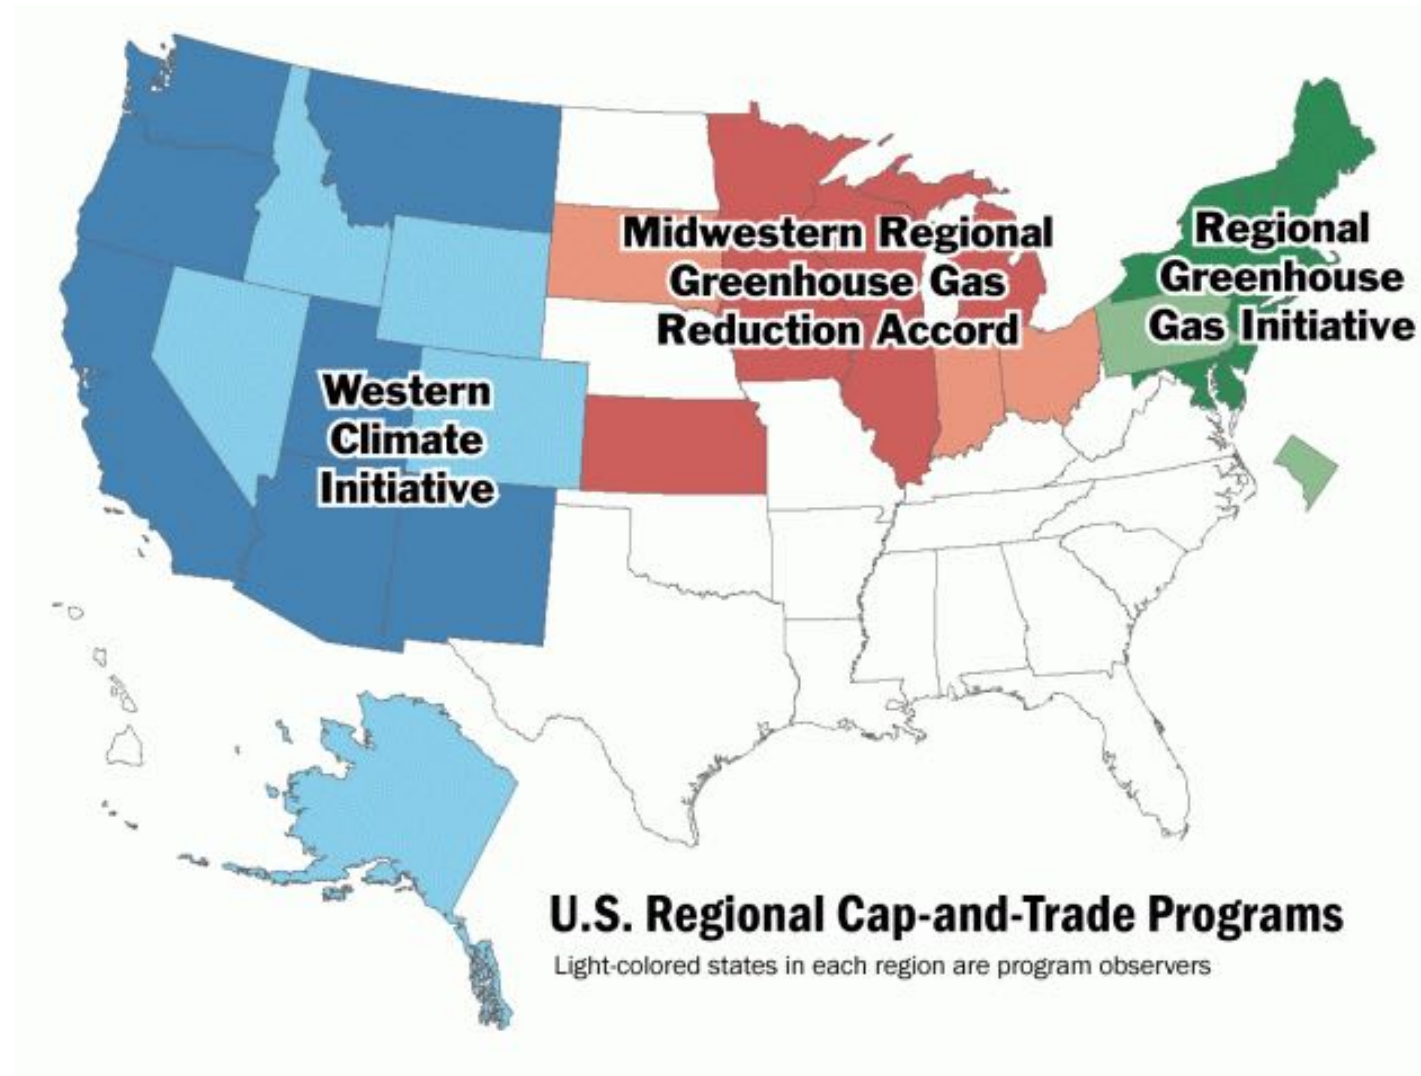 Western
Climate
Initiative
Midwestern Regional
Greenhouse Gas
Reduction Accord
Regional
Greenhouse
Gas Initiative
U.S. Regional Cap-and-Trade Programs
Light-colored states in each region are program observers